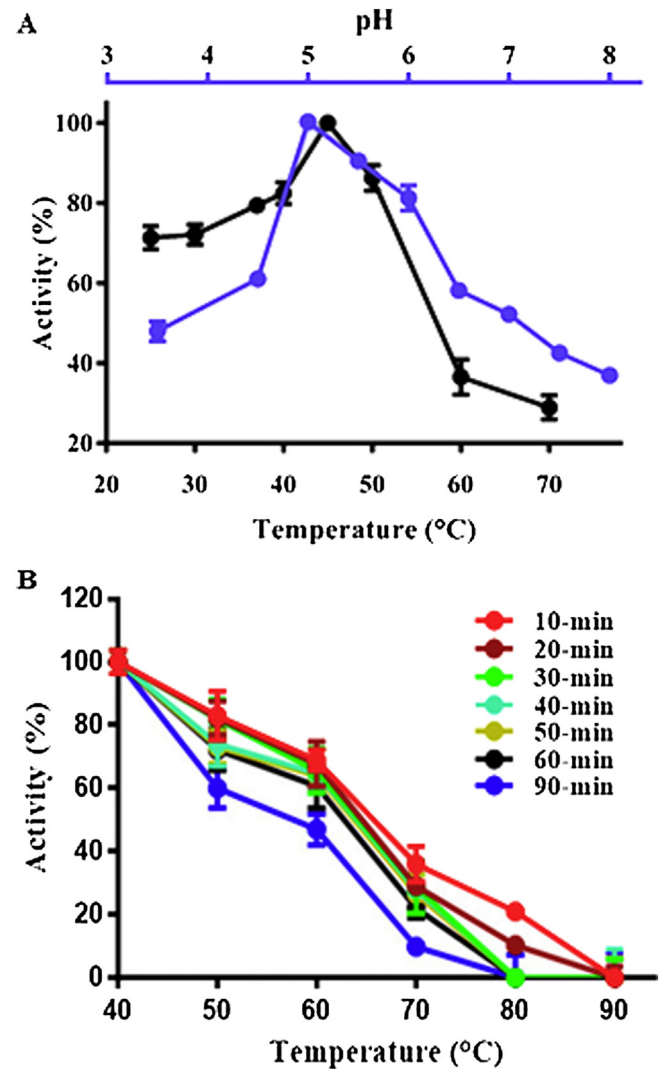 A
pH
3 4 5 6 7 8
100
80
60
40
20
Activity (%)
20 30 40 50 60 70
Temperature (°C)
B
120
100
80
60
40
20
0
Activity (%)
10-min
20-min
30-min
40-min
50-min
60-min
90-min
40 50 60 70 80 90
Temperature (°C)